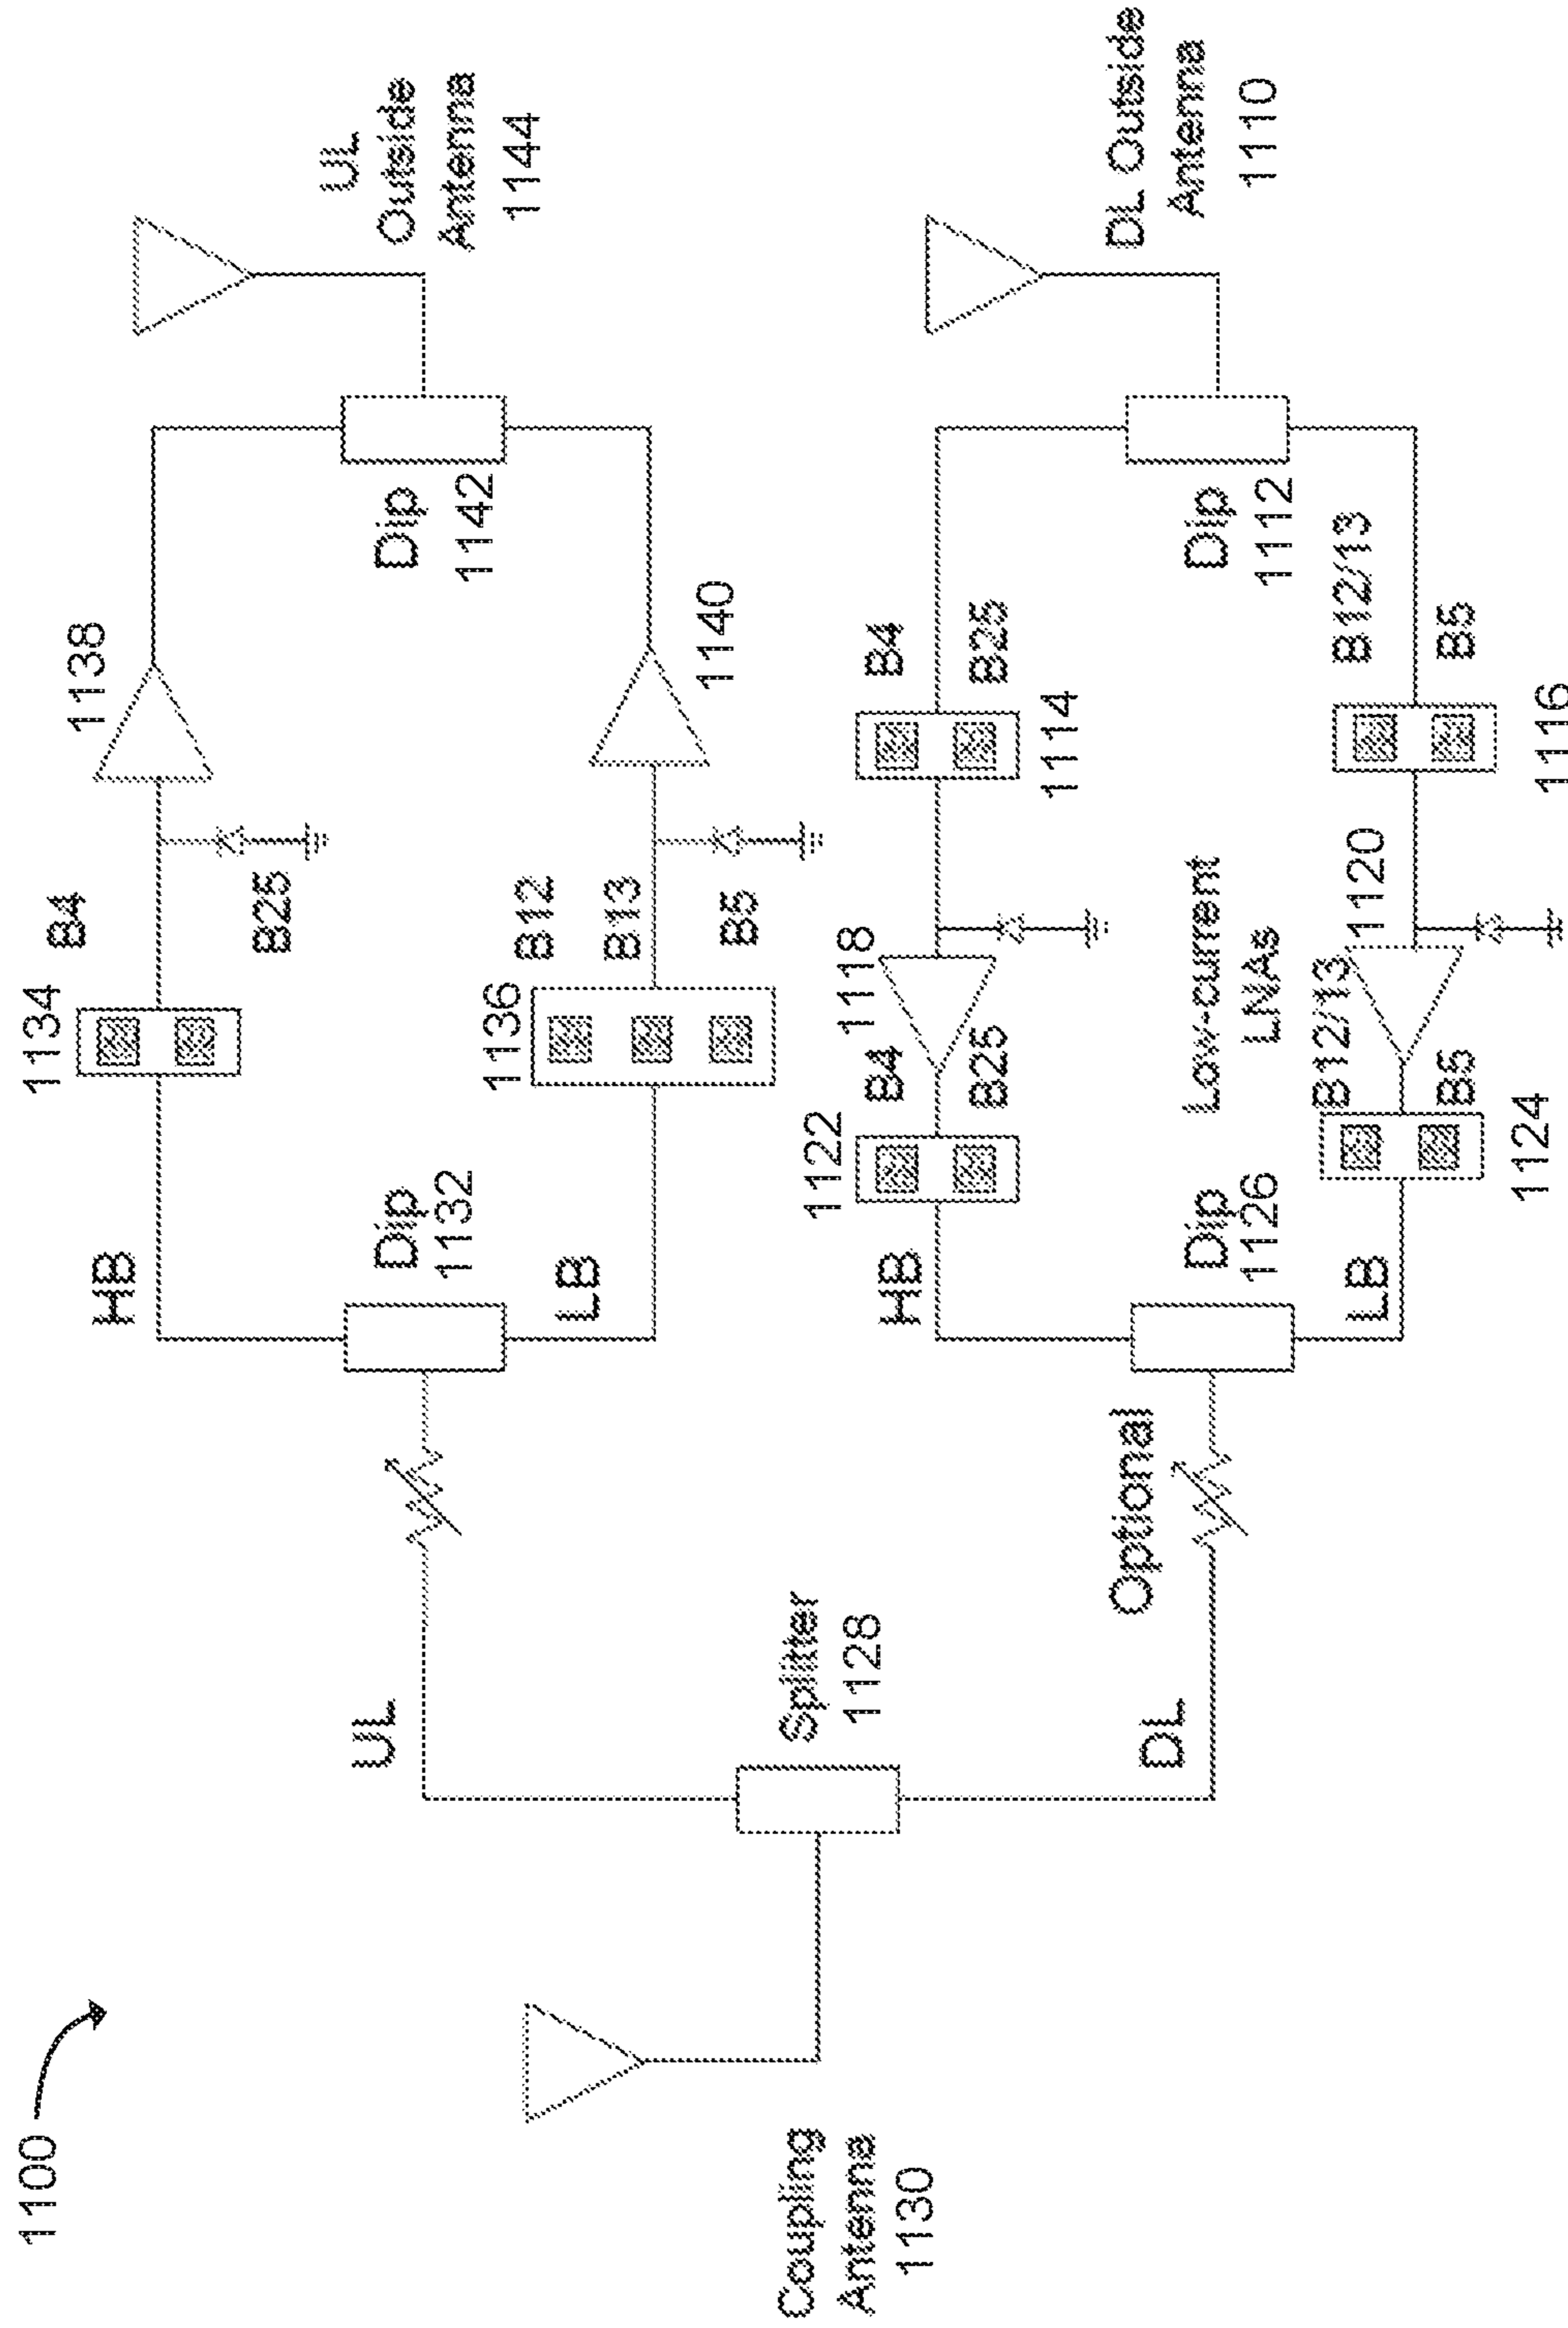 1100
Coupling
Antenna
1130
Splitter
1128
UL
DL
Optional
HB
Dip
1132
LB
1134
B4
B25
1136
B12
B13
B5
1138
1140
Dip
1142
UL
Outside
Antenna
1144
HB
Dip
1126
LB
1122
B4
B25
1118
Low-current
LNAs
B12/13
B5
1124
1120
B4
B25
1114
B12/13
B5
1116
Dip
1112
DL Outside
Antenna
1110